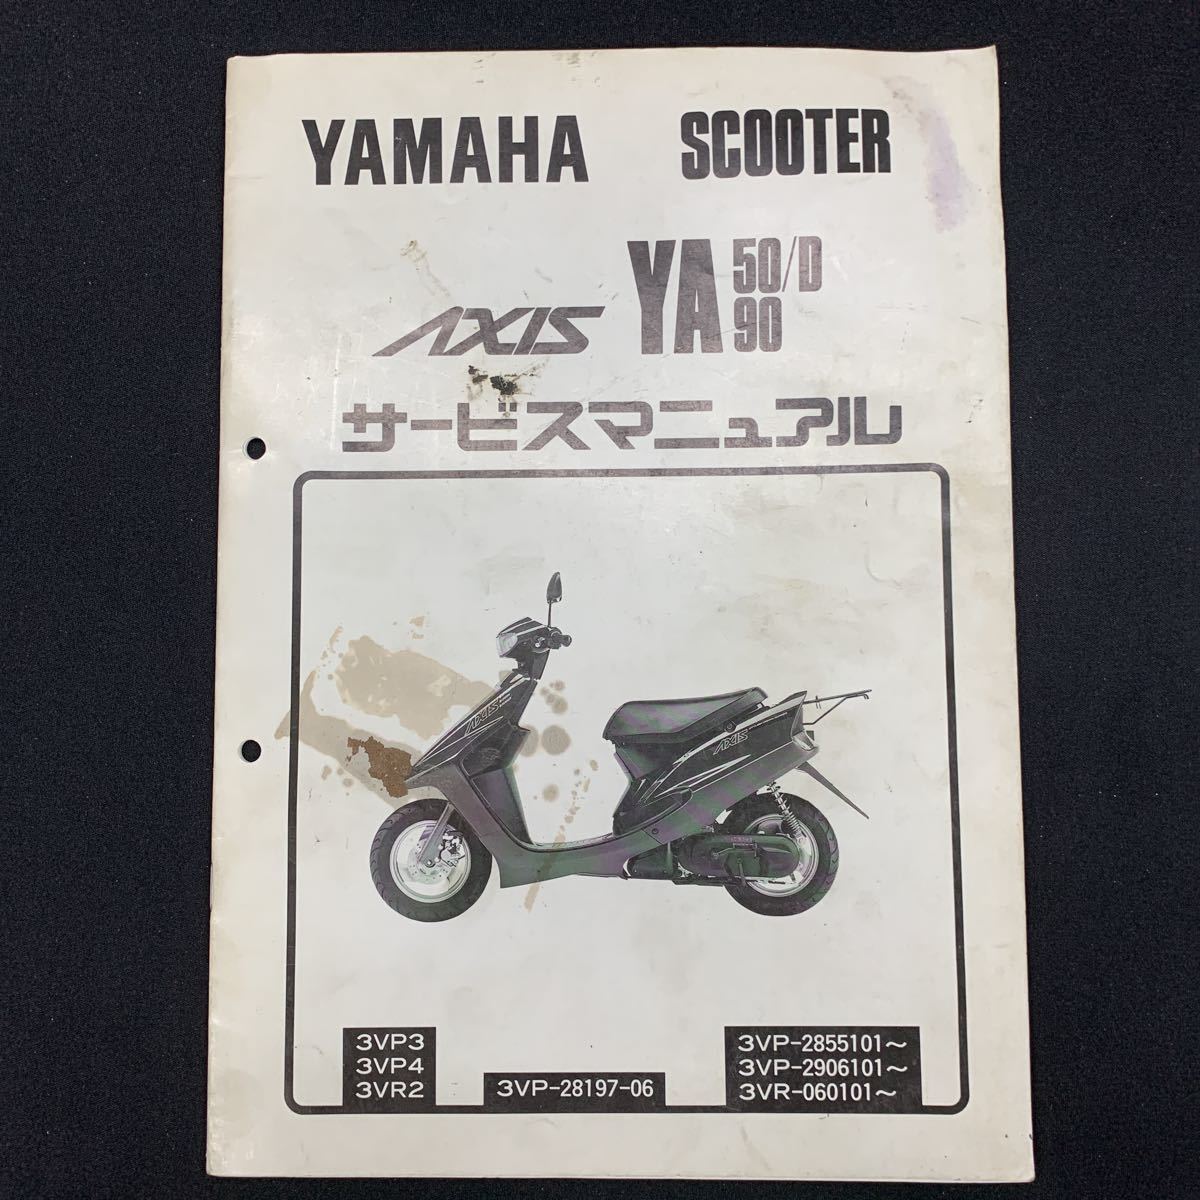 YAMAHA SCOOTER
AXIS YA 50/D
90
サービスマニュアル
AXIS
AXIS
3VP3
3VP4
3VR2
3VP-28197-06
3VP-2855101～
3VP-2906101～
3VR-060101～